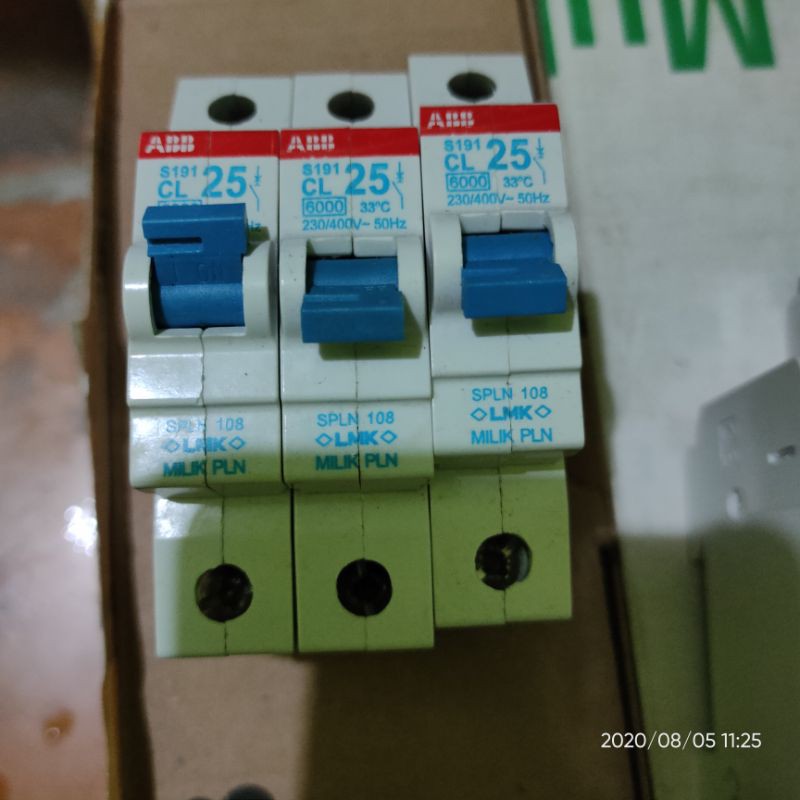 Mu
ABB
S191
CL 25
ON
SPLN 108
LMK
MILIK PLN
ABB
S191
CL 25
6000 33°C
230/400V~ 50Hz
SPLN 108
LMK
MILIK PLN
ABB
S191
CL 25
6000 33°C
230/400V~ 50Hz
SPLN 108
LMK
MILIK PLN
2020/08/05 11:25